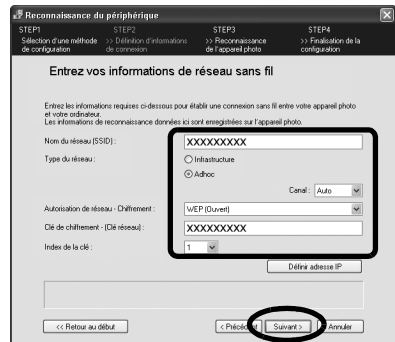 Reconnaissance du périphérique
STEP1 STEP2 STEP3 STEP4
Sélection d'une méthode de configuration >> Définition d'informations de connexion >> Reconnaissance de l'appareil photo >> Finalisation de la configuration
Entrez vos informations de réseau sans fil
Entrez les informations requises ci-dessous pour établir une connexion sans fil entre votre appareil photo
et votre ordinateur.
Les informations de reconnaissance données ici sont enregistrées sur l'appareil photo.
Nom du réseau (SSID) : XXXXXXXXX
Type du réseau : Infrastructure
Adhoc
Canal : Auto
Autorisation de réseau - Chiffrement : WEP (Ouvert)
Clé de chiffrement - (Clé réseau) : XXXXXXXXX
Index de la clé : 1
Définir adresse IP
<< Retour au début < Précédent Suivant > Annuler